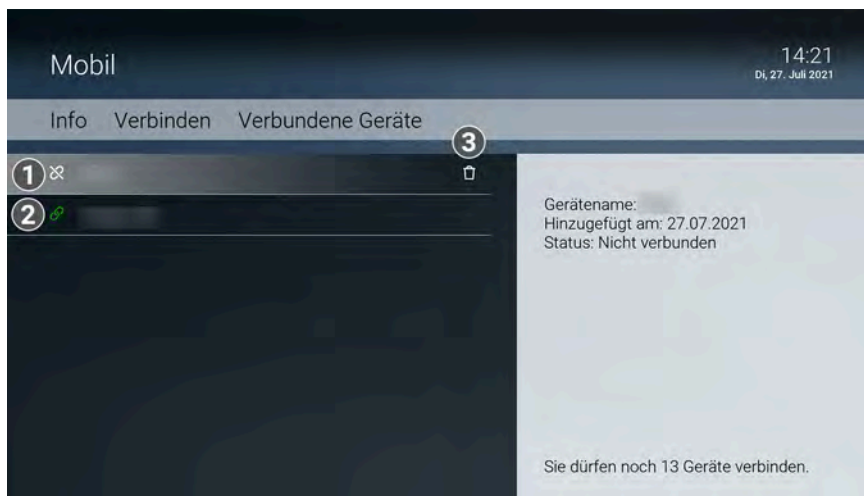 Mobil
14:21
Di, 27. Juli 2021
Info Verbinden Verbundene Geräte
3
1
2
Gerätename:
Hinzugefügt am: 27.07.2021
Status: Nicht verbunden
Sie dürfen noch 13 Geräte verbinden.